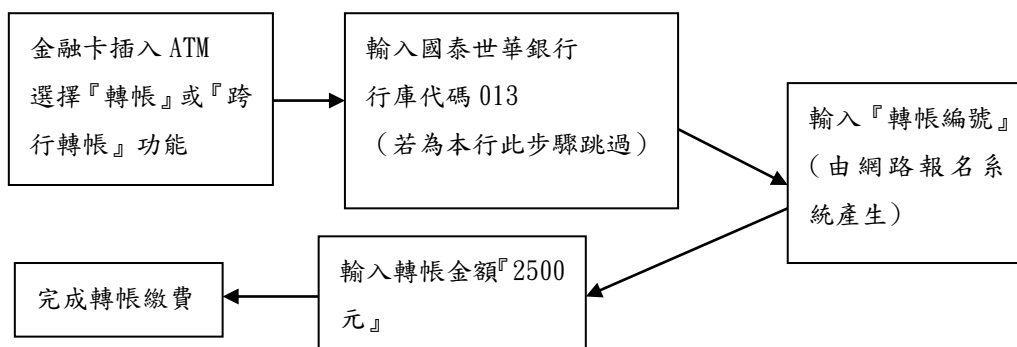 金融卡插入 ATM
選擇『轉帳』或『跨
行轉帳』功能
輸入國泰世華銀行
行庫代碼 013
（若為本行此步驟跳過）
輸入『轉帳編號』
（由網路報名系
統產生）
輸入轉帳金額『2500
元』
完成轉帳繳費